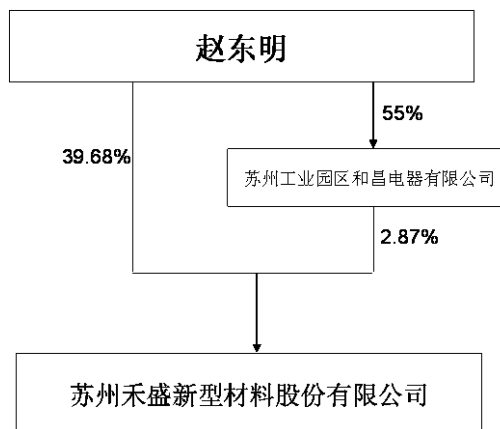 赵东明
55%
39.68%
苏州工业园区和昌电器有限公司
2.87%
苏州禾盛新型材料股份有限公司